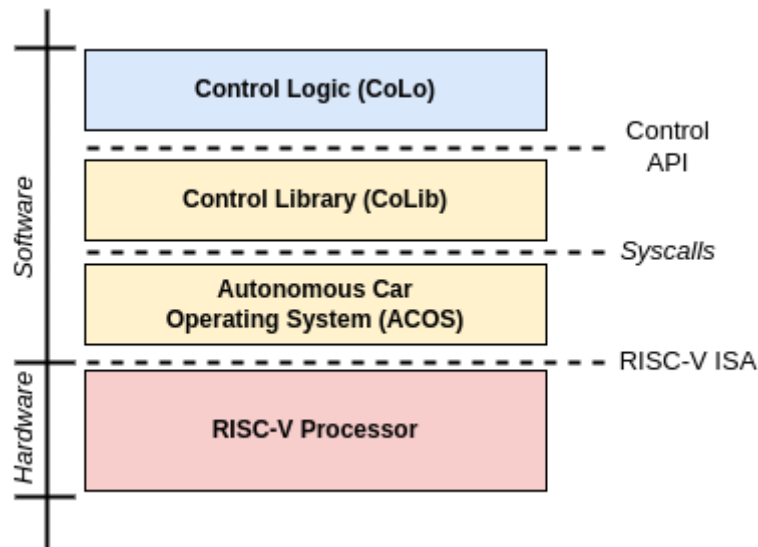 Control Logic (CoLo)
Control
API
Control Library (CoLib)
Software
Syscalls
Autonomous Car
Operating System (ACOS)
RISC-V ISA
Hardware
RISC-V Processor